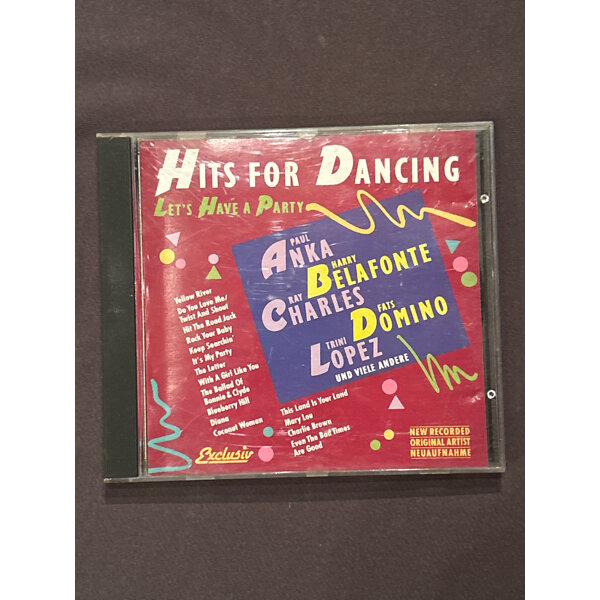 HITS FOR DANCING
LET'S HAVE A PARTY
PAUL
ANKA
HARRY
BELAFONTE
RAY
CHARLES
FATS
DOMINO
TRINI
LOPEZ
UND VIELE ANDERE
Yellow River
Do You Love Me/
Twist And Shout
Hit The Road Jack
Rock Your Baby
Keep Searchin'
It's My Party
The Letter
With A Girl Like You
The Ballad Of
Bonnie & Clyde
Blueberry Hill
Diana
Coconut Woman
This Land Is Your Land
Mary Lou
Charlie Brown
Even The Bad Times
Are Good
Exclusiv
NEW RECORDED
ORIGINAL ARTIST
NEUAUFNAHME